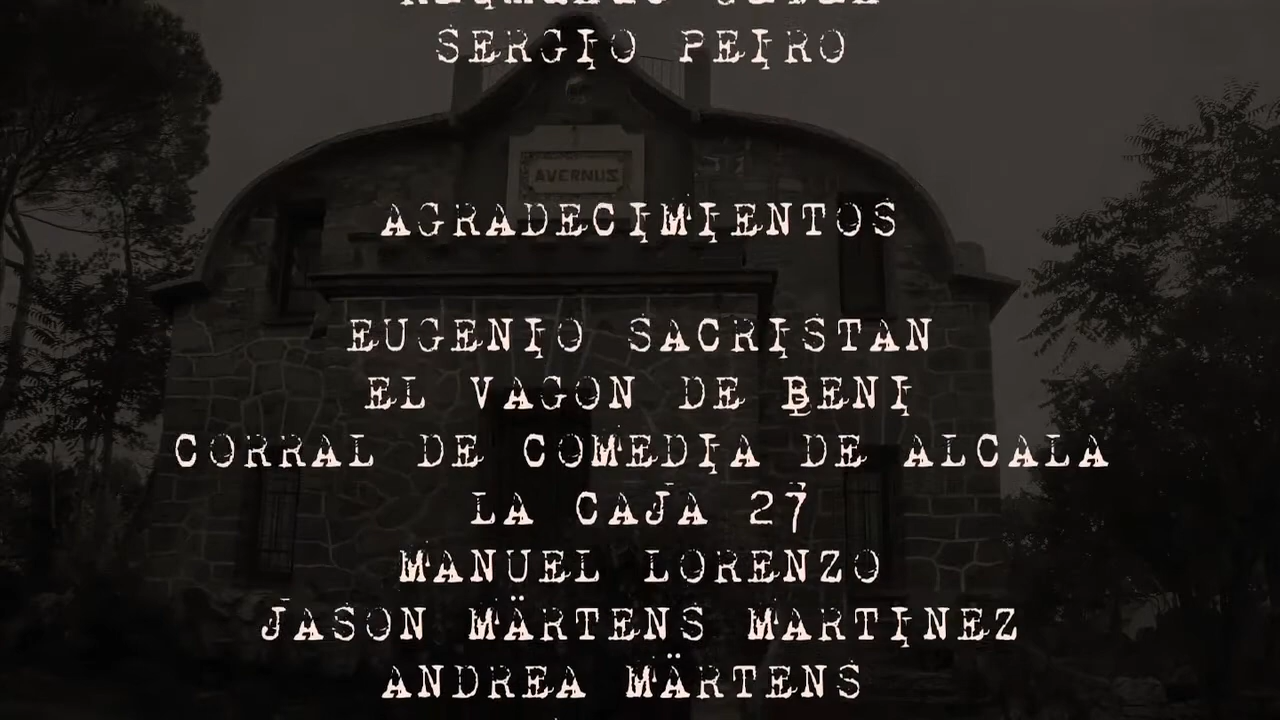 SERGIO PEIRO
AVERNUS
AGRADECIMIENTOS
EUGENIO SACRISTAN
EL VAGON DE BENI
CORRAL DE COMEDIA DE ALCALA
LA CAJA 27
MANUEL LORENZO
JASON MÄRTENS MARTINEZ
ANDREA MÄRTENS